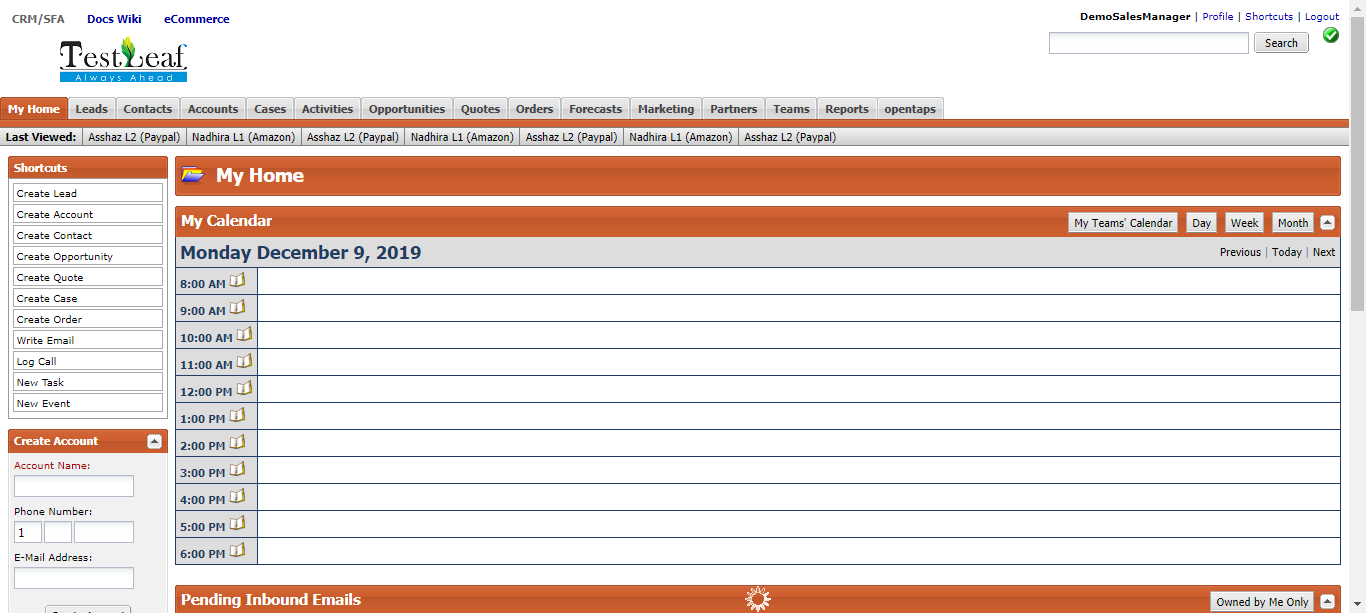 CRM/SFA Docs Wiki eCommerce
DemoSalesManager | Profile | Shortcuts | Logout
Search
TestLeaf
Always Ahead
My Home Leads Contacts Accounts Cases Activities Opportunities Quotes Orders Forecasts Marketing Partners Teams Reports opentaps
Last Viewed: Asshaz L2 (Paypal) Nadhira L1 (Amazon) Asshaz L2 (Paypal) Nadhira L1 (Amazon) Asshaz L2 (Paypal) Nadhira L1 (Amazon) Asshaz L2 (Paypal)
Shortcuts
Create Lead
Create Account
Create Contact
Create Opportunity
Create Quote
Create Case
Create Order
Write Email
Log Call
New Task
New Event
Create Account
Account Name:
Phone Number:
1
E-Mail Address:
My Home
My Calendar My Teams' Calendar Day Week Month
Monday December 9, 2019 Previous | Today | Next
8:00 AM
9:00 AM
10:00 AM
11:00 AM
12:00 PM
1:00 PM
2:00 PM
3:00 PM
4:00 PM
5:00 PM
6:00 PM
Pending Inbound Emails Owned by Me Only